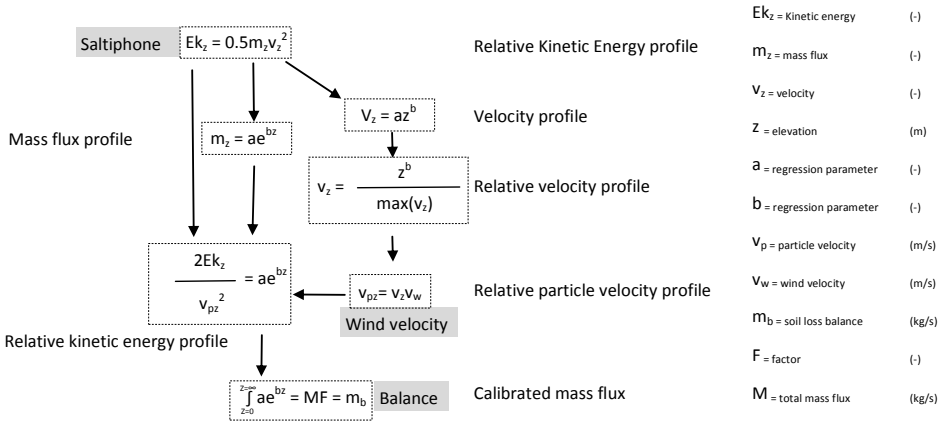 Saltiphone
Ek_z = 0.5m_zv_z^2
Relative Kinetic Energy profile
V_z = az^b
Velocity profile
Mass flux profile
m_z = ae^bz
v_z = z^b / max(v_z)
Relative velocity profile
2Ek_z / v_pz^2 = ae^bz
v_pz= v_zv_w
Relative particle velocity profile
Wind velocity
Relative kinetic energy profile
z=∞ ∫ z=0 ae^bz = MF = m_b
Balance
Calibrated mass flux
Ek_z = Kinetic energy (-)
m_z = mass flux (-)
v_z = velocity (-)
z = elevation (m)
a = regression parameter (-)
b = regression parameter (-)
v_p = particle velocity (m/s)
v_w = wind velocity (m/s)
m_b = soil loss balance (kg/s)
F = factor (-)
M = total mass flux (kg/s)